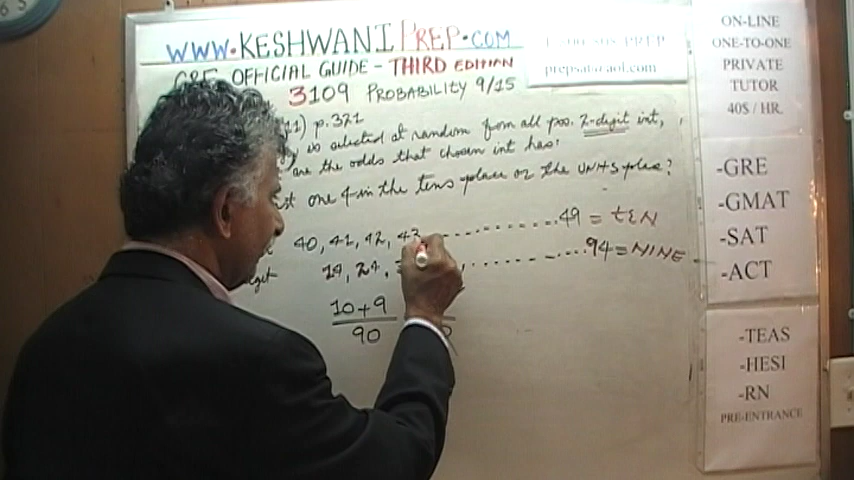 WWW.KESHWANIPREP.COM
prepsat@aol.com
GRE OFFICIAL GUIDE - THIRD EDITION
3109 PROBABILITY 9/15
11) p.321
is selected at random from all pos. 2-digit int,
are the odds that chosen int has:
one 4 in the tens place or the units place?
40, 41, 42, 43 49 = tEN
14, 24, 94 = NINE
10+9
90
ON-LINE
ONE-TO-ONE
PRIVATE
TUTOR
40$ / HR.
-GRE
-GMAT
-SAT
-ACT
-TEAS
-HESI
-RN
PRE-ENTRANCE